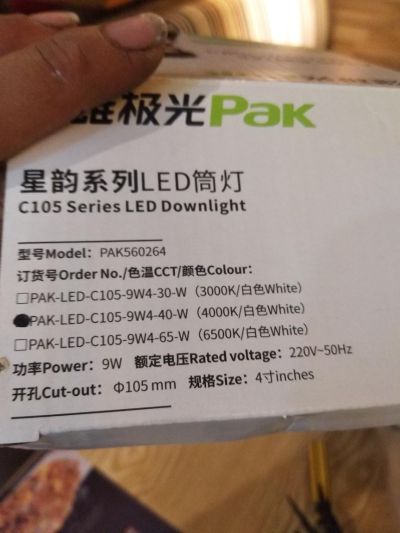 极光Pak
星韵系列LED筒灯
C105 Series LED Downlight
型号Model: PAK560264
订货号Order No./色温CCT/颜色Colour：
□PAK-LED-C105-9W4-30-W（3000K/白色White）
PAK-LED-C105-9W4-40-W（4000K/白色White）
□PAK-LED-C105-9W4-65-W（6500K/白色White）
功率Power: 9W 额定电压Rated voltage: 220V~50Hz
开孔Cut-out: Φ105 mm 规格Size: 4寸inches